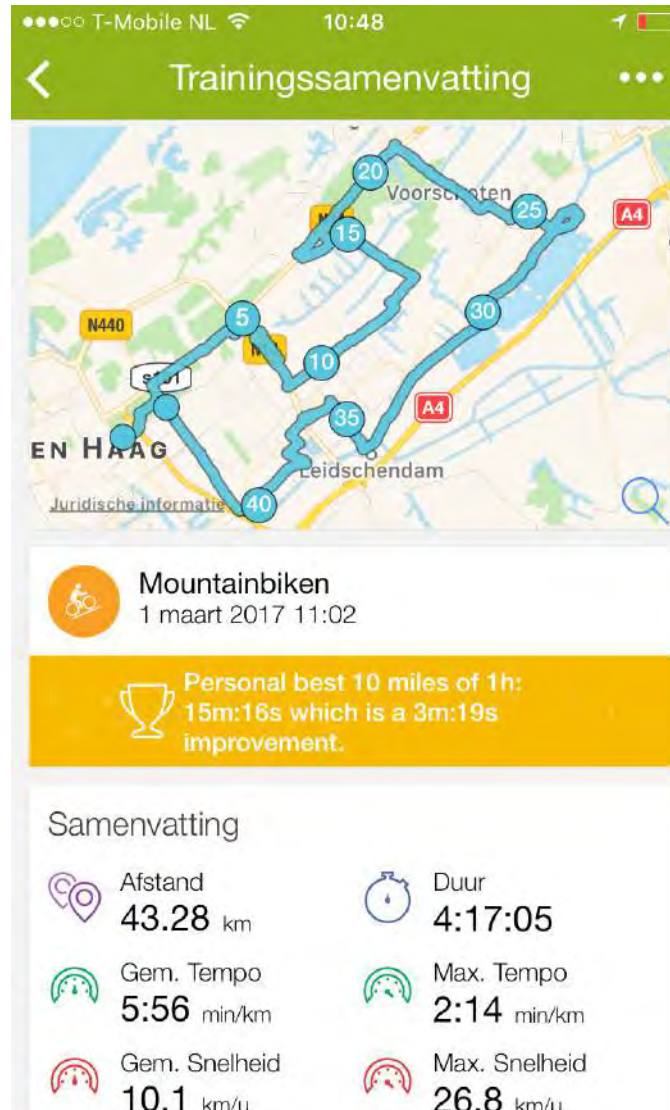 T-Mobile NL 10:48
Trainingssamenvatting
20
Voorschoten
25
A4
15
N440
5
30
10
s101
A4
35
EN HAAG
Leidschendam
Juridische informatie
40
Mountainbiken
1 maart 2017 11:02
Personal best 10 miles of 1h:
15m:16s which is a 3m:19s
improvement.
Samenvatting
Afstand Duur
43.28 km 4:17:05
Gem. Tempo Max. Tempo
5:56 min/km 2:14 min/km
Gem. Snelheid Max. Snelheid
10.1 km/u 26.8 km/u